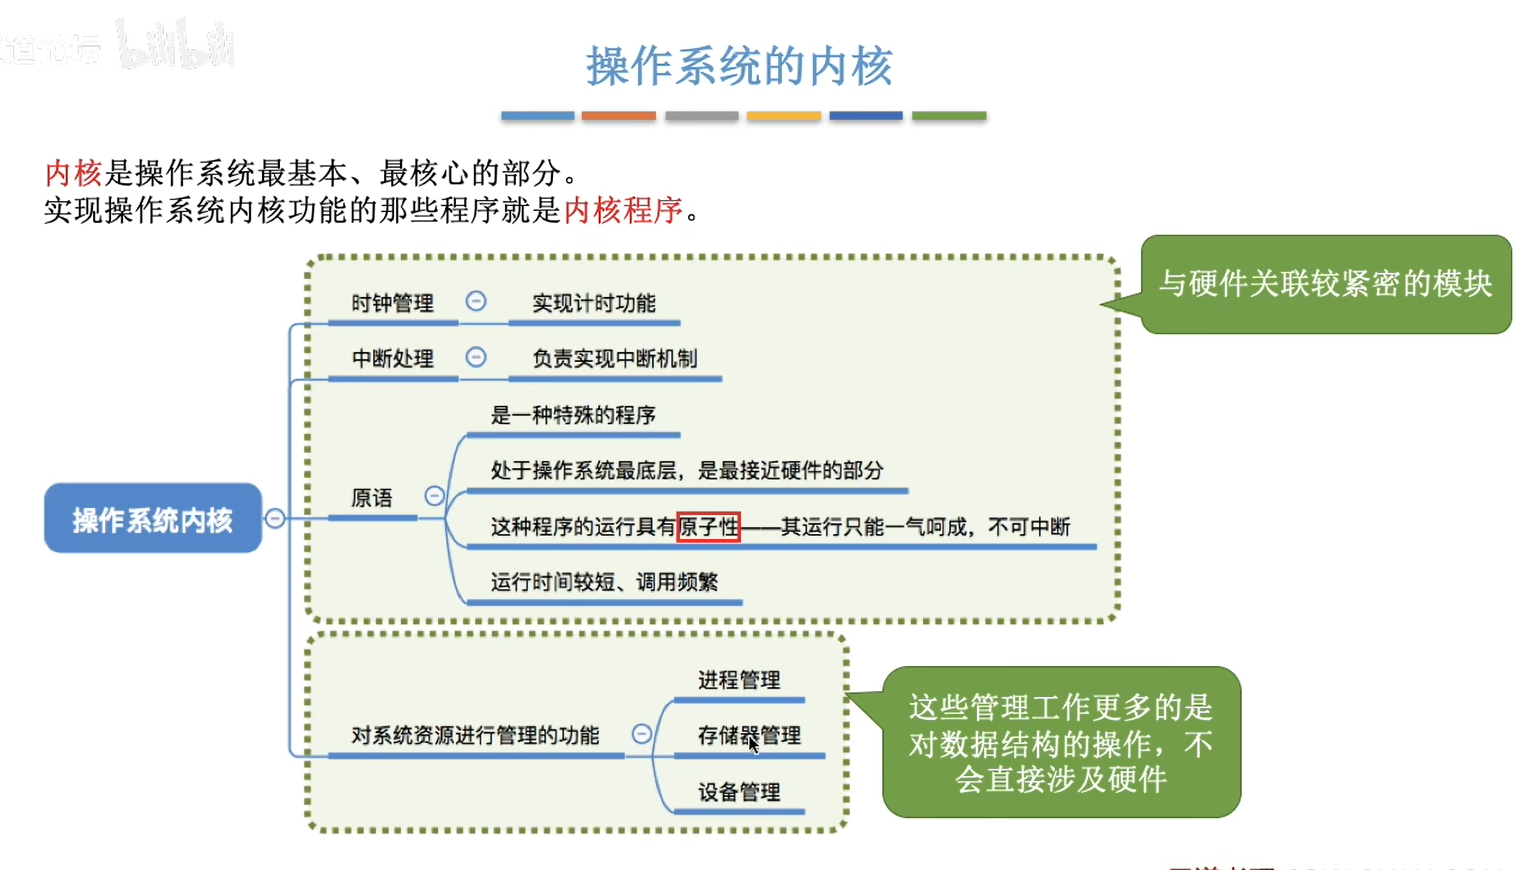 道论坛 bilibili
操作系统的内核
内核是操作系统最基本、最核心的部分。
实现操作系统内核功能的那些程序就是内核程序。
与硬件关联较紧密的模块
时钟管理
实现计时功能
中断处理
负责实现中断机制
是一种特殊的程序
处于操作系统最底层，是最接近硬件的部分
原语
这种程序的运行具有原子性——其运行只能一气呵成，不可中断
运行时间较短、调用频繁
操作系统内核
进程管理
对系统资源进行管理的功能
存储器管理
设备管理
这些管理工作更多的是
对数据结构的操作，不
会直接涉及硬件